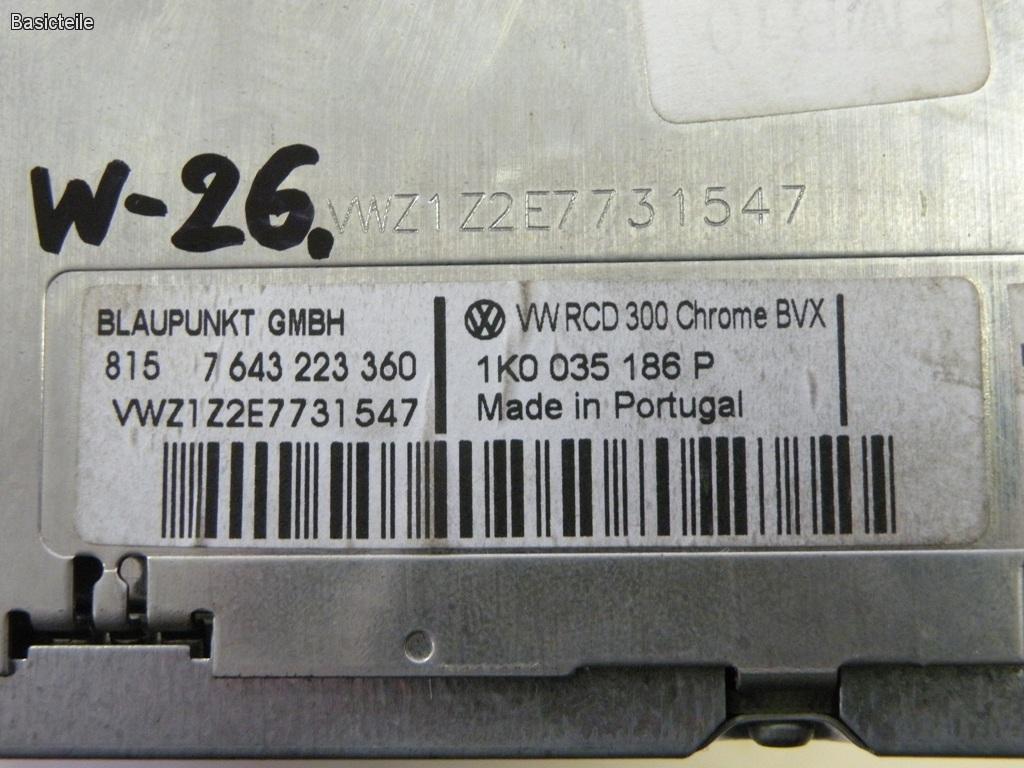 Basicteile
W-26.
VWZ1Z2E7731547
BLAUPUNKT GMBH
815 7 643 223 360
VWZ1Z2E7731547
VW RCD 300 Chrome BVX
1K0 035 186 P
Made in Portugal